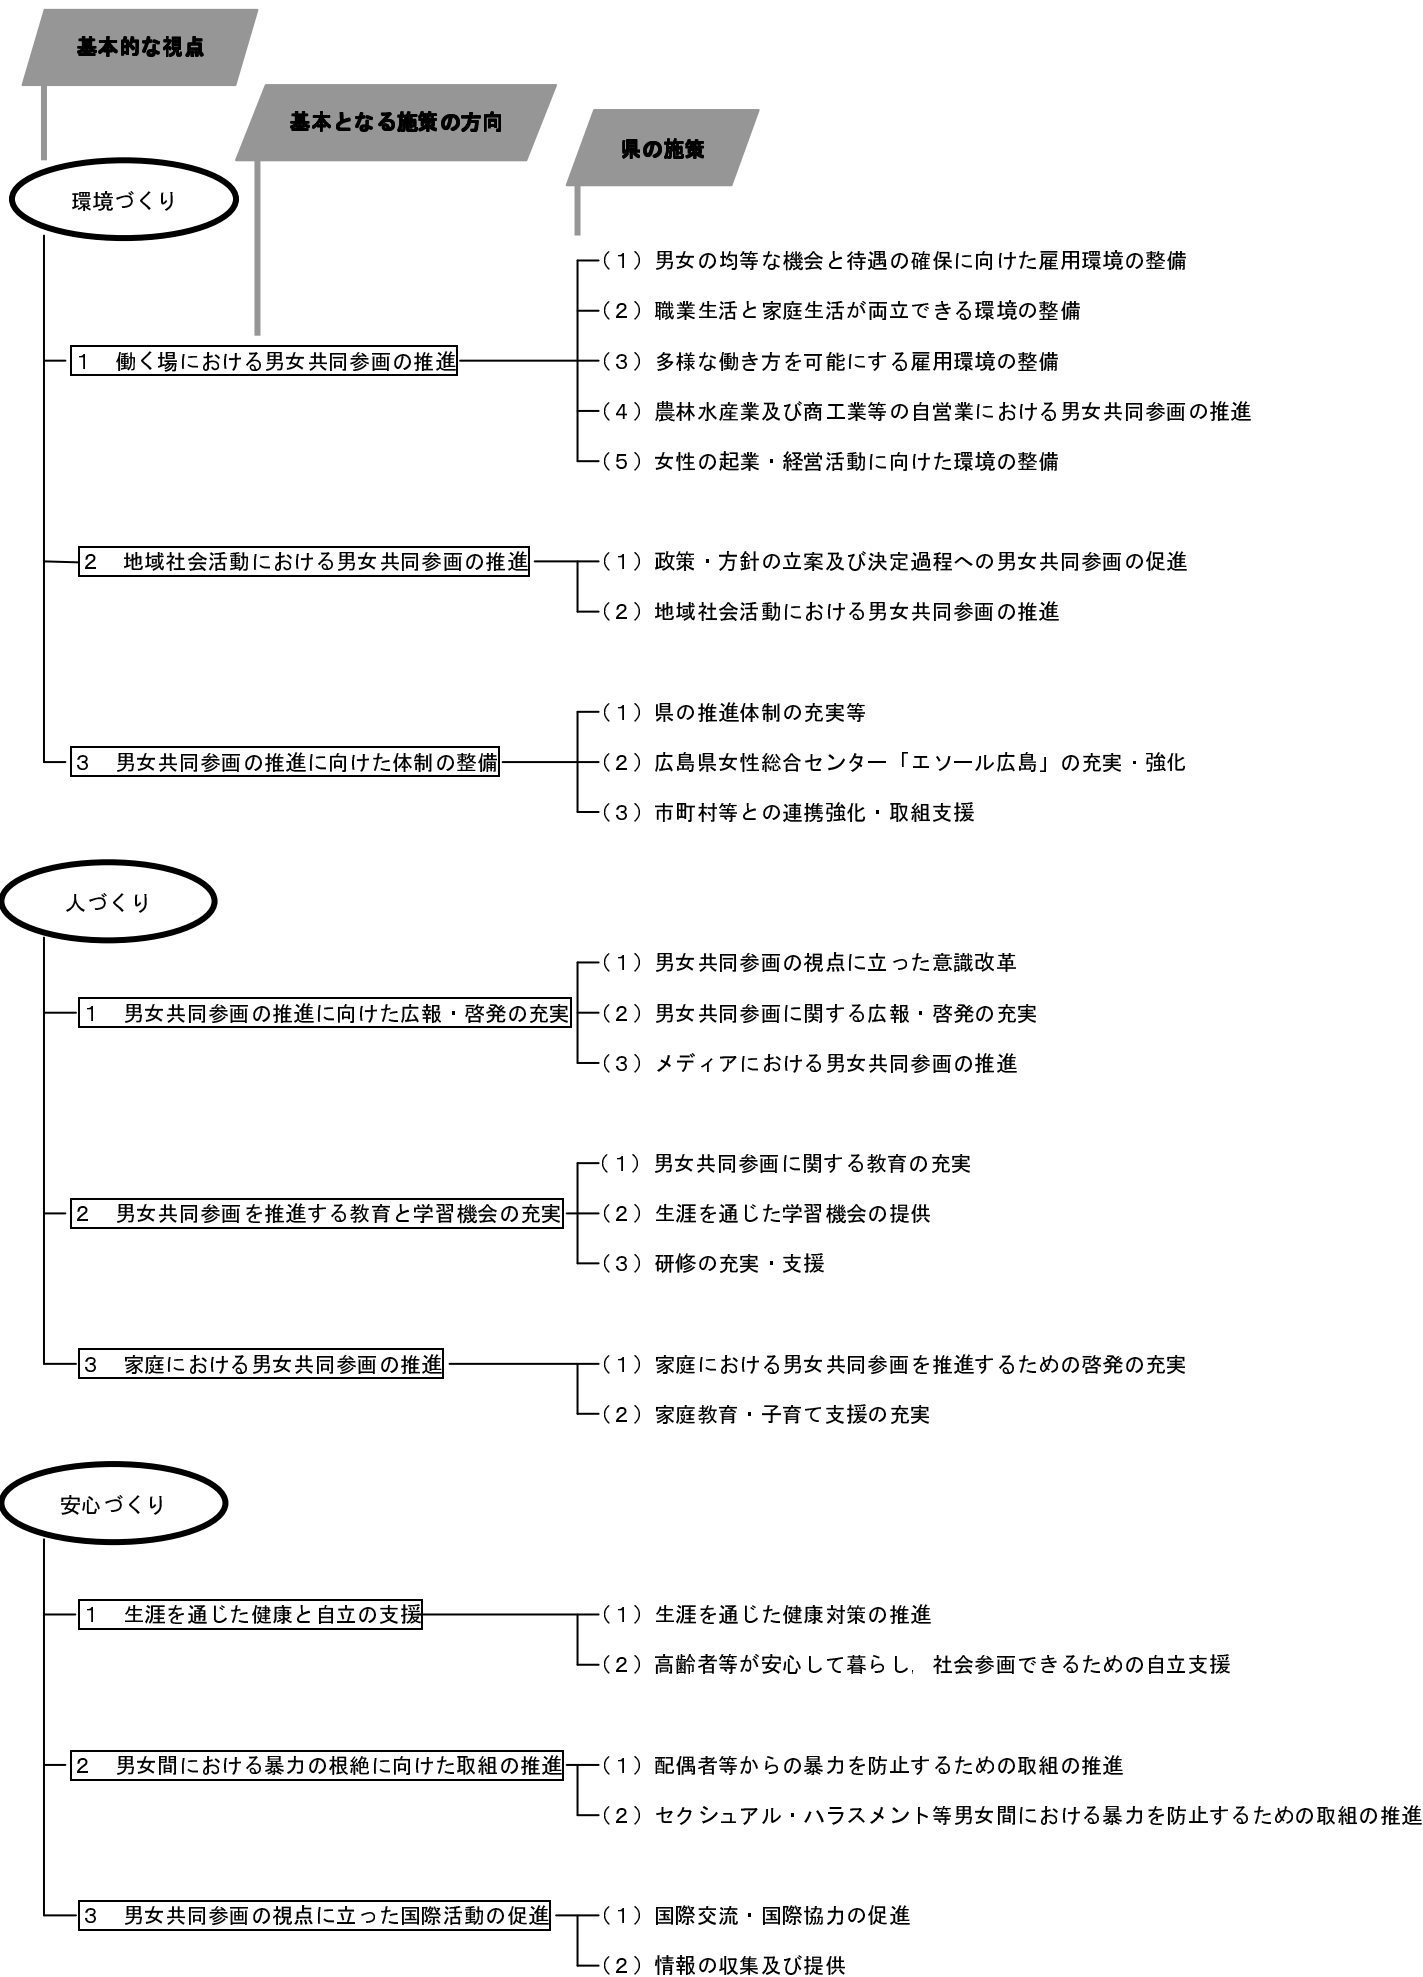 基本的な視点
基本となる施策の方向
県の施策
環境づくり
（１）男女の均等な機会と待遇の確保に向けた雇用環境の整備
（２）職業生活と家庭生活が両立できる環境の整備
１　働く場における男女共同参画の推進
（３）多様な働き方を可能にする雇用環境の整備
（４）農林水産業及び商工業等の自営業における男女共同参画の推進
（５）女性の起業・経営活動に向けた環境の整備
２　地域社会活動における男女共同参画の推進
（１）政策・方針の立案及び決定過程への男女共同参画の促進
（２）地域社会活動における男女共同参画の推進
（１）県の推進体制の充実等
３　男女共同参画の推進に向けた体制の整備
（２）広島県女性総合センター「エソール広島」の充実・強化
（３）市町村等との連携強化・取組支援
人づくり
（１）男女共同参画の視点に立った意識改革
１　男女共同参画の推進に向けた広報・啓発の充実
（２）男女共同参画に関する広報・啓発の充実
（３）メディアにおける男女共同参画の推進
（１）男女共同参画に関する教育の充実
２　男女共同参画を推進する教育と学習機会の充実
（２）生涯を通じた学習機会の提供
（３）研修の充実・支援
３　家庭における男女共同参画の推進
（１）家庭における男女共同参画を推進するための啓発の充実
（２）家庭教育・子育て支援の充実
安心づくり
１　生涯を通じた健康と自立の支援
（１）生涯を通じた健康対策の推進
（２）高齢者等が安心して暮らし，社会参画できるための自立支援
２　男女間における暴力の根絶に向けた取組の推進
（１）配偶者等からの暴力を防止するための取組の推進
（２）セクシュアル・ハラスメント等男女間における暴力を防止するための取組の推進
３　男女共同参画の視点に立った国際活動の促進
（１）国際交流・国際協力の促進
（２）情報の収集及び提供